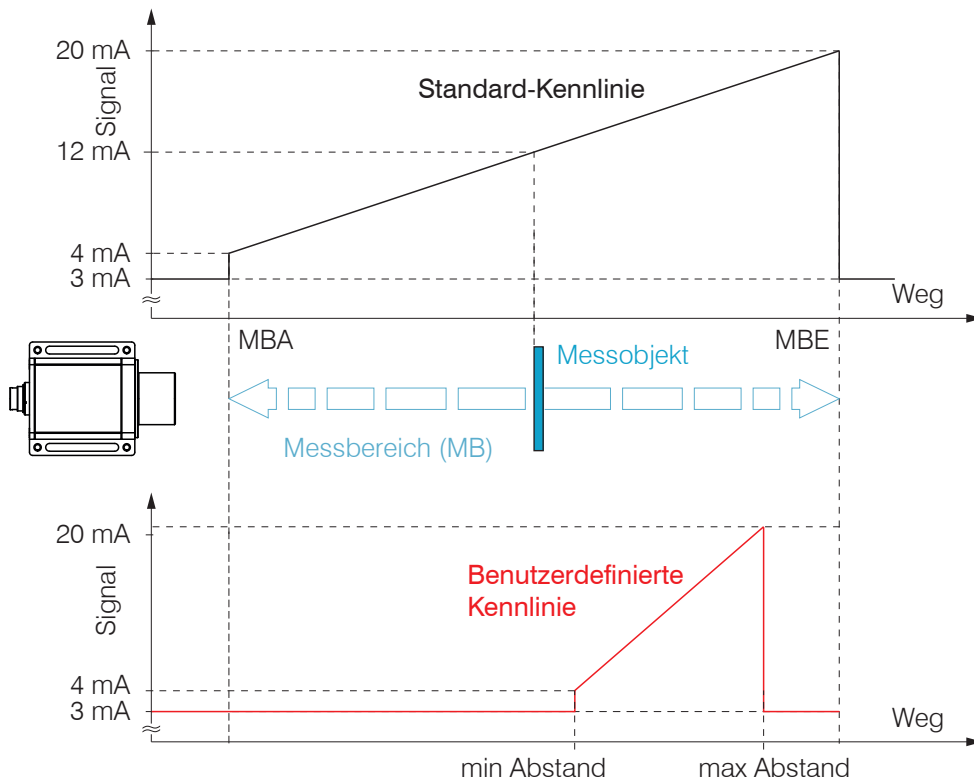 20 mA
Signal
Standard-Kennlinie
12 mA
4 mA
3 mA
Weg
MBA
MBE
Messobjekt
Messbereich (MB)
20 mA
Signal
Benutzerdefinierte
Kennlinie
4 mA
3 mA
Weg
min Abstand
max Abstand